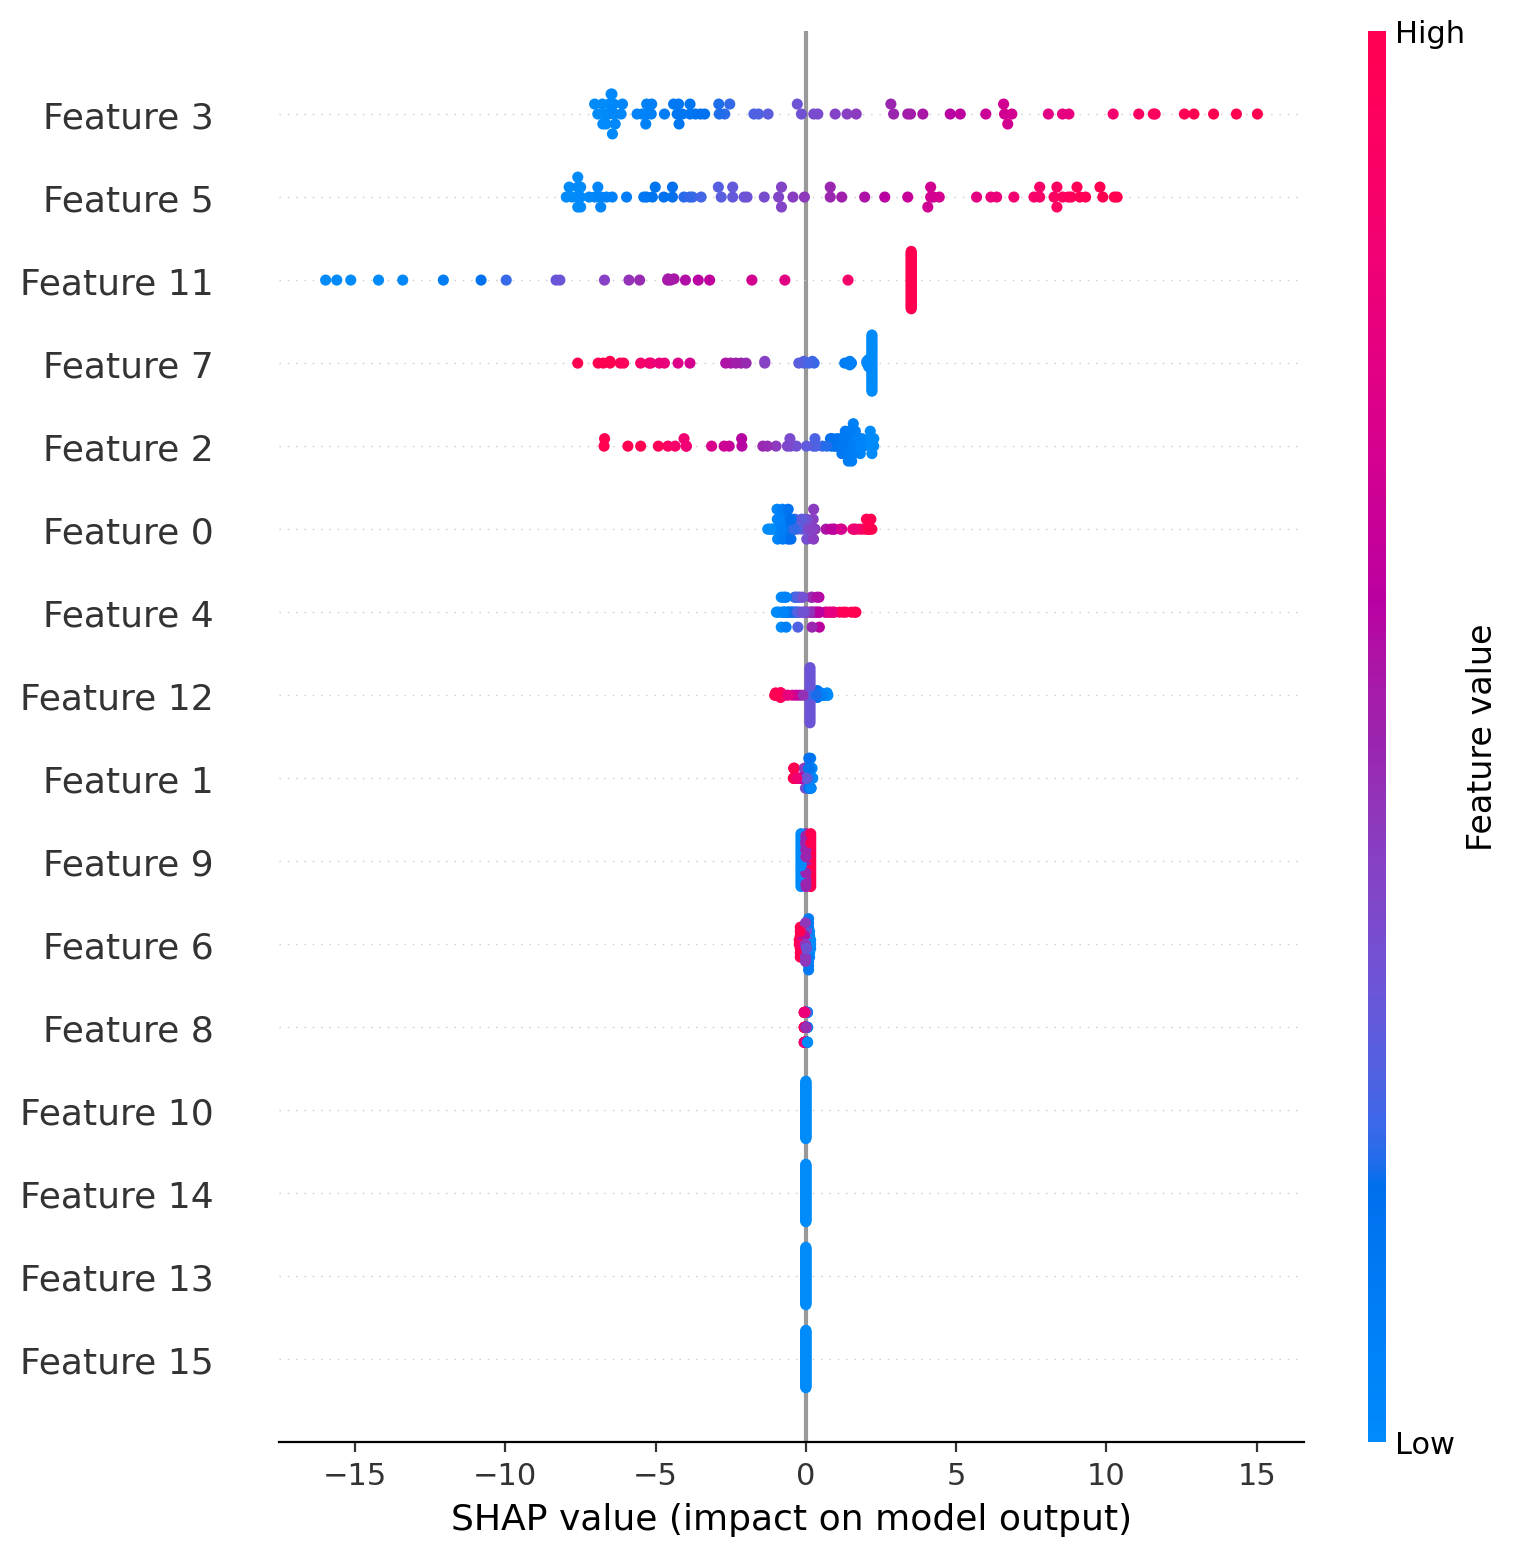 High
Feature 3
Feature 5
Feature 11
Feature 7
Feature 2
Feature 0
Feature 4
Feature 12
Feature 1
Feature 9
Feature 6
Feature 8
Feature 10
Feature 14
Feature 13
Feature 15
Feature value
Low
−15
−10
−5
0
5
10
15
SHAP value (impact on model output)